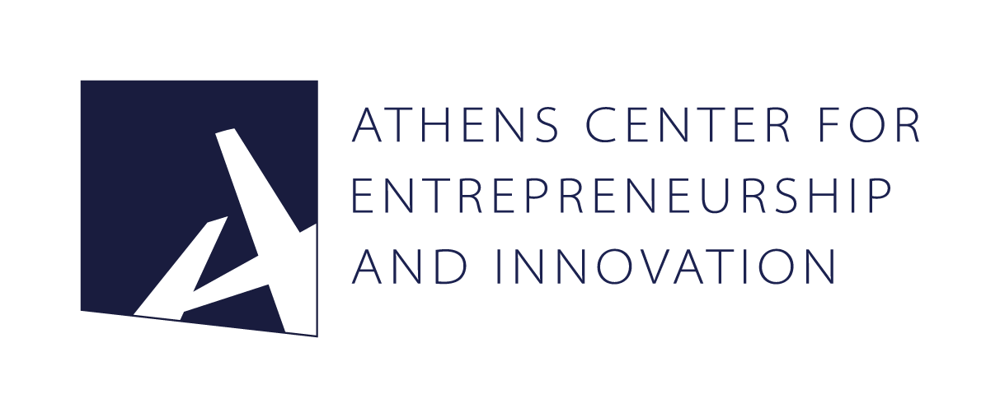 ATHENS CENTER FOR
ENTREPRENEURSHIP
AND INNOVATION